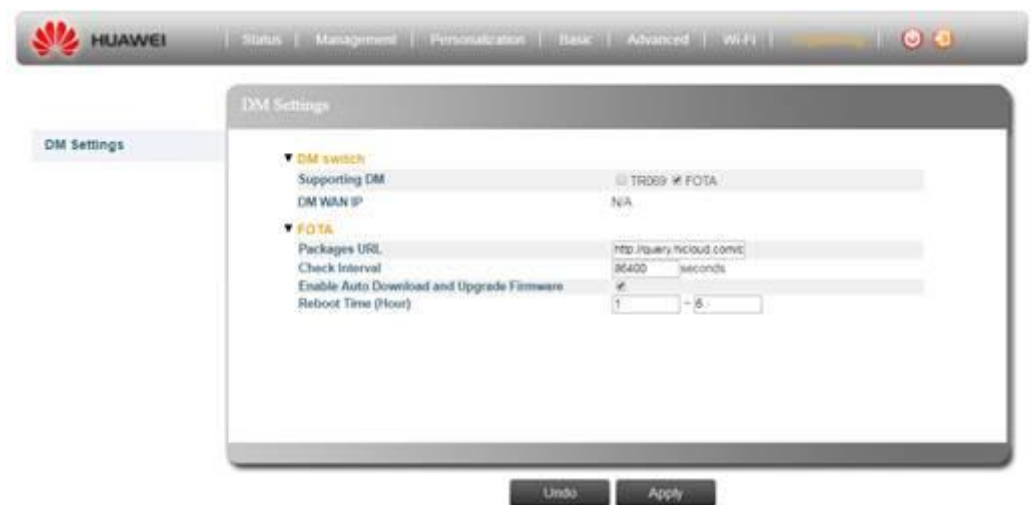 HUAWEI | Status | Management | Personalization | Basic | Advanced | Wi-Fi | |
DM Settings
DM Settings
▼ DM switch
Supporting DM TR069 FOTA
DM WAN IP N/A
▼ FOTA
Packages URL http://query.hicloud.com/c
Check Interval 86400 seconds
Enable Auto Download and Upgrade Firmware
Reboot Time (Hour) 1 ~ 6
Undo Apply